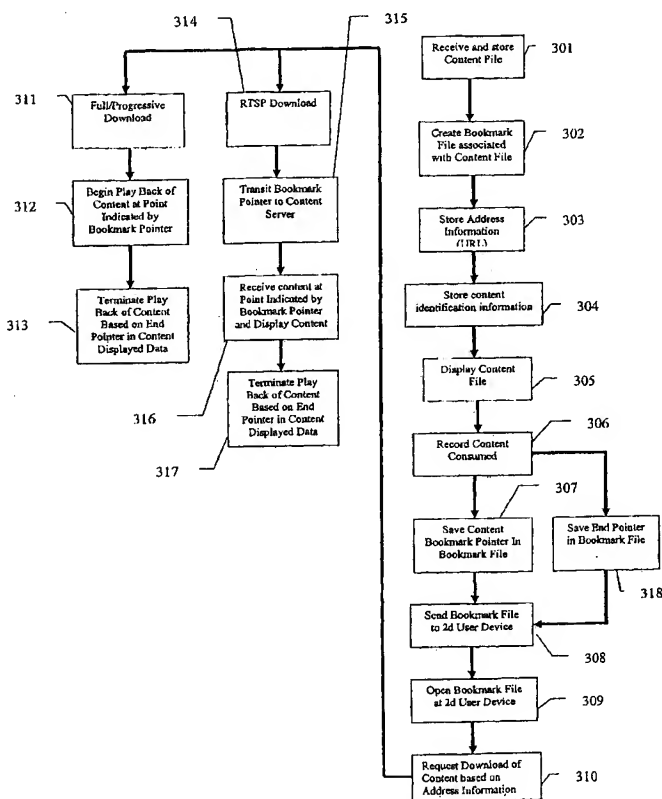 314
315
311
Full/Progressive
Download
RTSP Download
312
Begin Play Back of
Content at Point
Indicated by
Bookmark Pointer
Transit Bookmark
Pointer to Content
Server
313
Terminate Play
Back of Content
Based on End
Pointer in Content
Displayed Data
Receive content at
Point Indicated by
Bookmark Pointer
and Display Content
316
Terminate Play
Back of Content
Based on End
Pointer in Content
Displayed Data
317
Receive and store
Content File
301
Create Bookmark
File associated
with Content File
302
Store Address
Information
(URL)
303
Store content
identification information
304
Display Content
File
305
Record Content
Consumed
306
307
Save Content
Bookmark Pointer In
Bookmark File
Save End Pointer
in Bookmark File
318
Send Bookmark File
to 2d User Device
308
Open Bookmark File
at 2d User Device
309
Request Download of
Content based on
Address Information
310